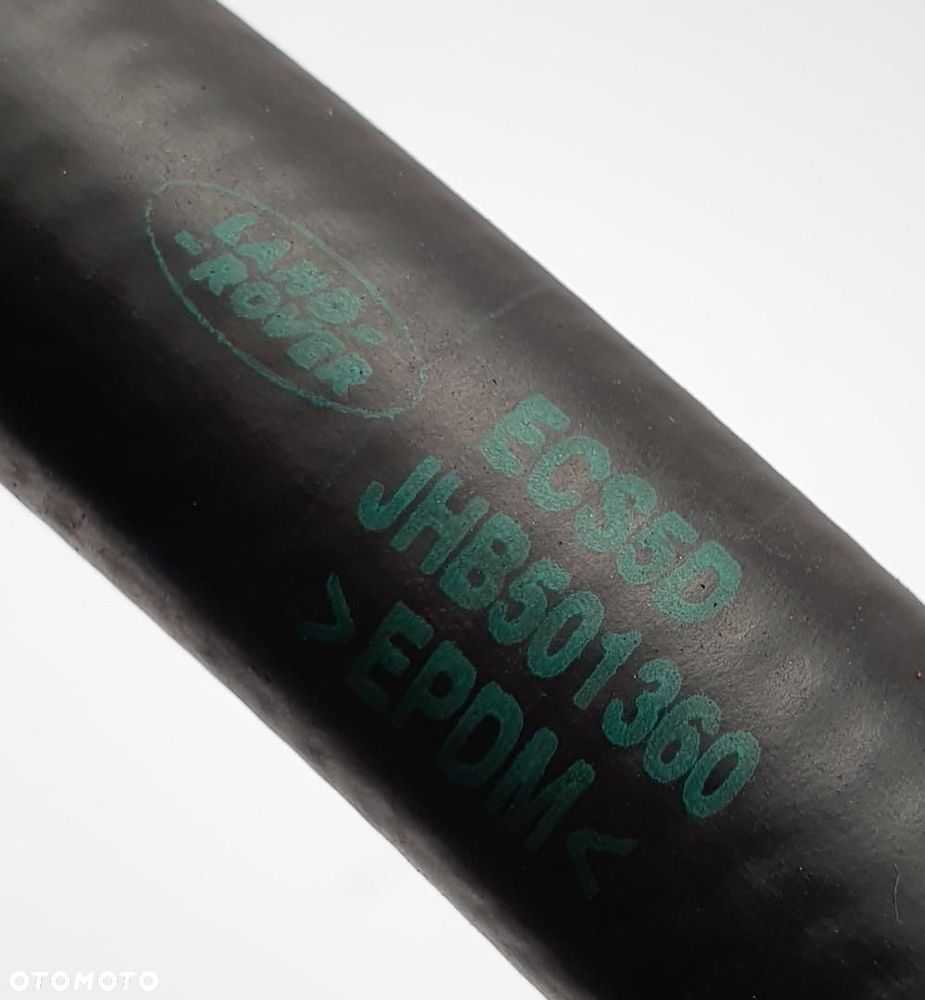 LAND-
-ROVER
ECS5D
JHB501360
>EPDM<
OTOMOTO